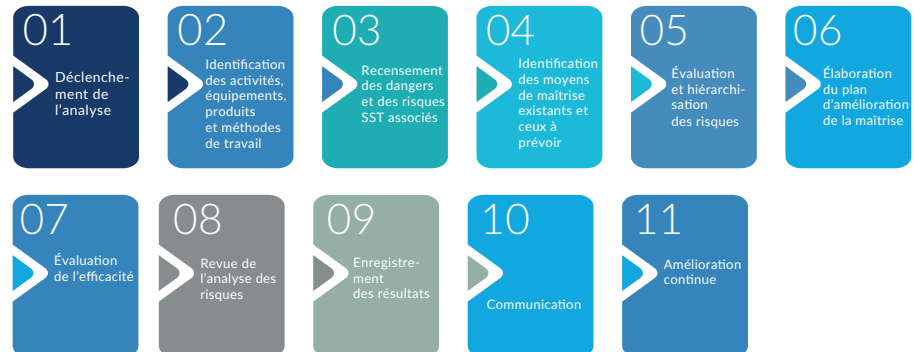 01
Déclenche-
ment de
l'analyse
02
Identification
des activités,
équipements,
produits
et méthodes
de travail
03
Recensement
des dangers
et des risques
SST associés
04
Identification
des moyens
de maîtrise
existants et
ceux à
prévoir
05
Évaluation
et hiérarchi-
sation
des risques
06
Élaboration
du plan
d'amélioration
de la maîtrise
07
Évaluation
de l'efficacité
08
Revue de
l'analyse des
risques
09
Enregistre-
ment
des résultats
10
Communication
11
Amélioration
continue